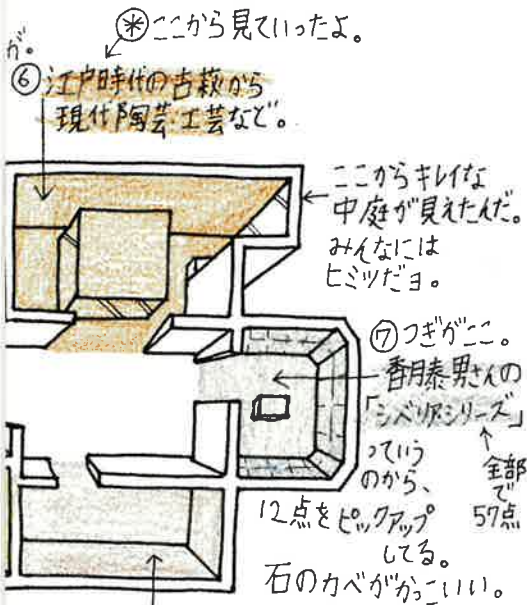 ※ここから見ていったよ。
が。
⑥江戸時代の古萩から
現代陶芸・工芸など。
ここからキレイな
中庭が見えたんだ。
みんなには
ヒミツだヨ。
⑦つぎがここ。
香月泰男さんの
「シベリアシリーズ」
っていう
のから、
12点をピックアップ
してる。
全部
で
57点
石のカベがかっこいい。